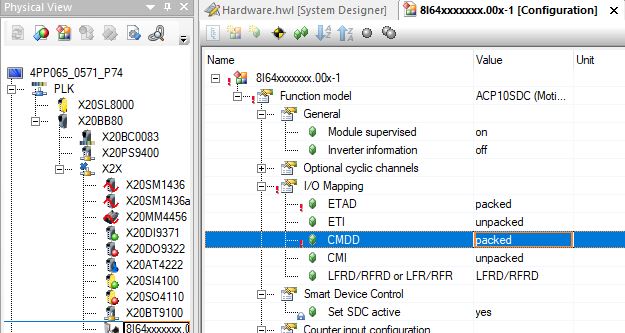 Physical View
Hardware.hwl [System Designer]
8I64xxxxxxx.00x-1 [Configuration]
4PP065_0571_P74
PLK
X20SL8000
X20BB80
X20BC0083
X20PS9400
X2X
X20SM1436
X20SM1436a
X20MM4456
X20DI9371
X20DO9322
X20AT4222
X20SI4100
X20SO4110
X20BT9100
8I64xxxxxxx.0
Name Value Unit
8I64xxxxxxx.00x-1
Function model ACP10SDC (Moti...
General
Module supervised on
Inverter information off
Optional cyclic channels
I/O Mapping
ETAD packed
ETI unpacked
CMDD packed
CMI unpacked
LFRD/RFRD or LFR/RFR LFRD/RFRD
Smart Device Control
Set SDC active yes
Counter input configuration